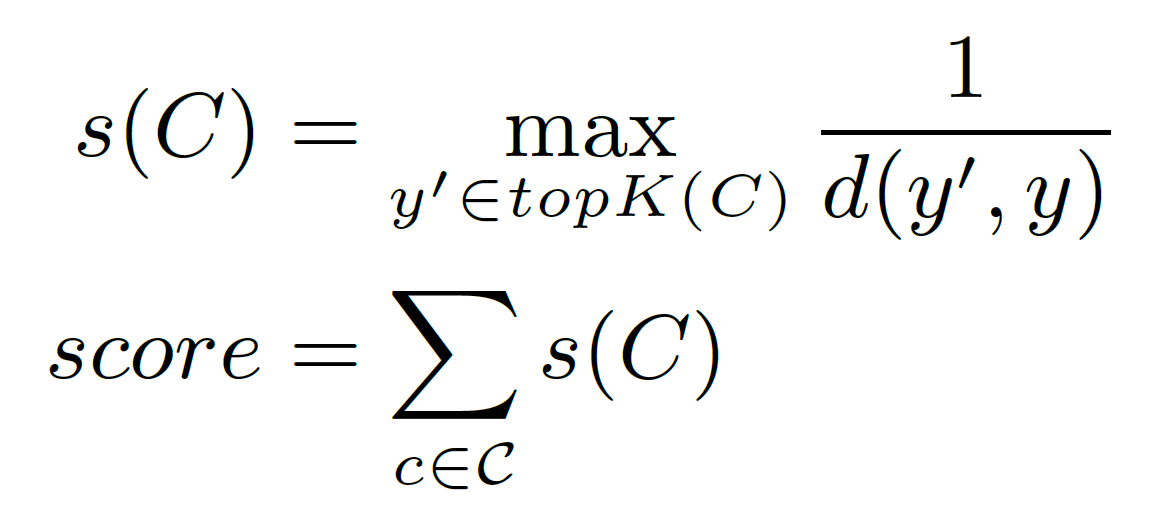 s(C) = max_{y′∈topK(C)} 1/d(y′, y)
score = ∑_{c∈𝒞} s(C)